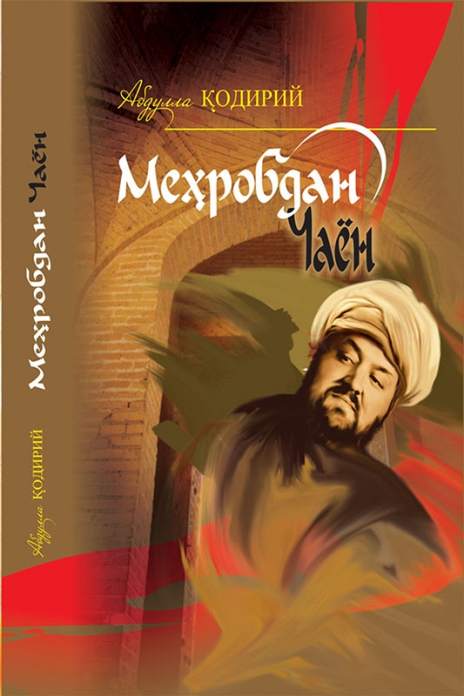 Абдулла ҚОДИРИЙ
Меҳробдан
Чаён
Абдулла ҚОДИРИЙ Меҳробдан Чаён